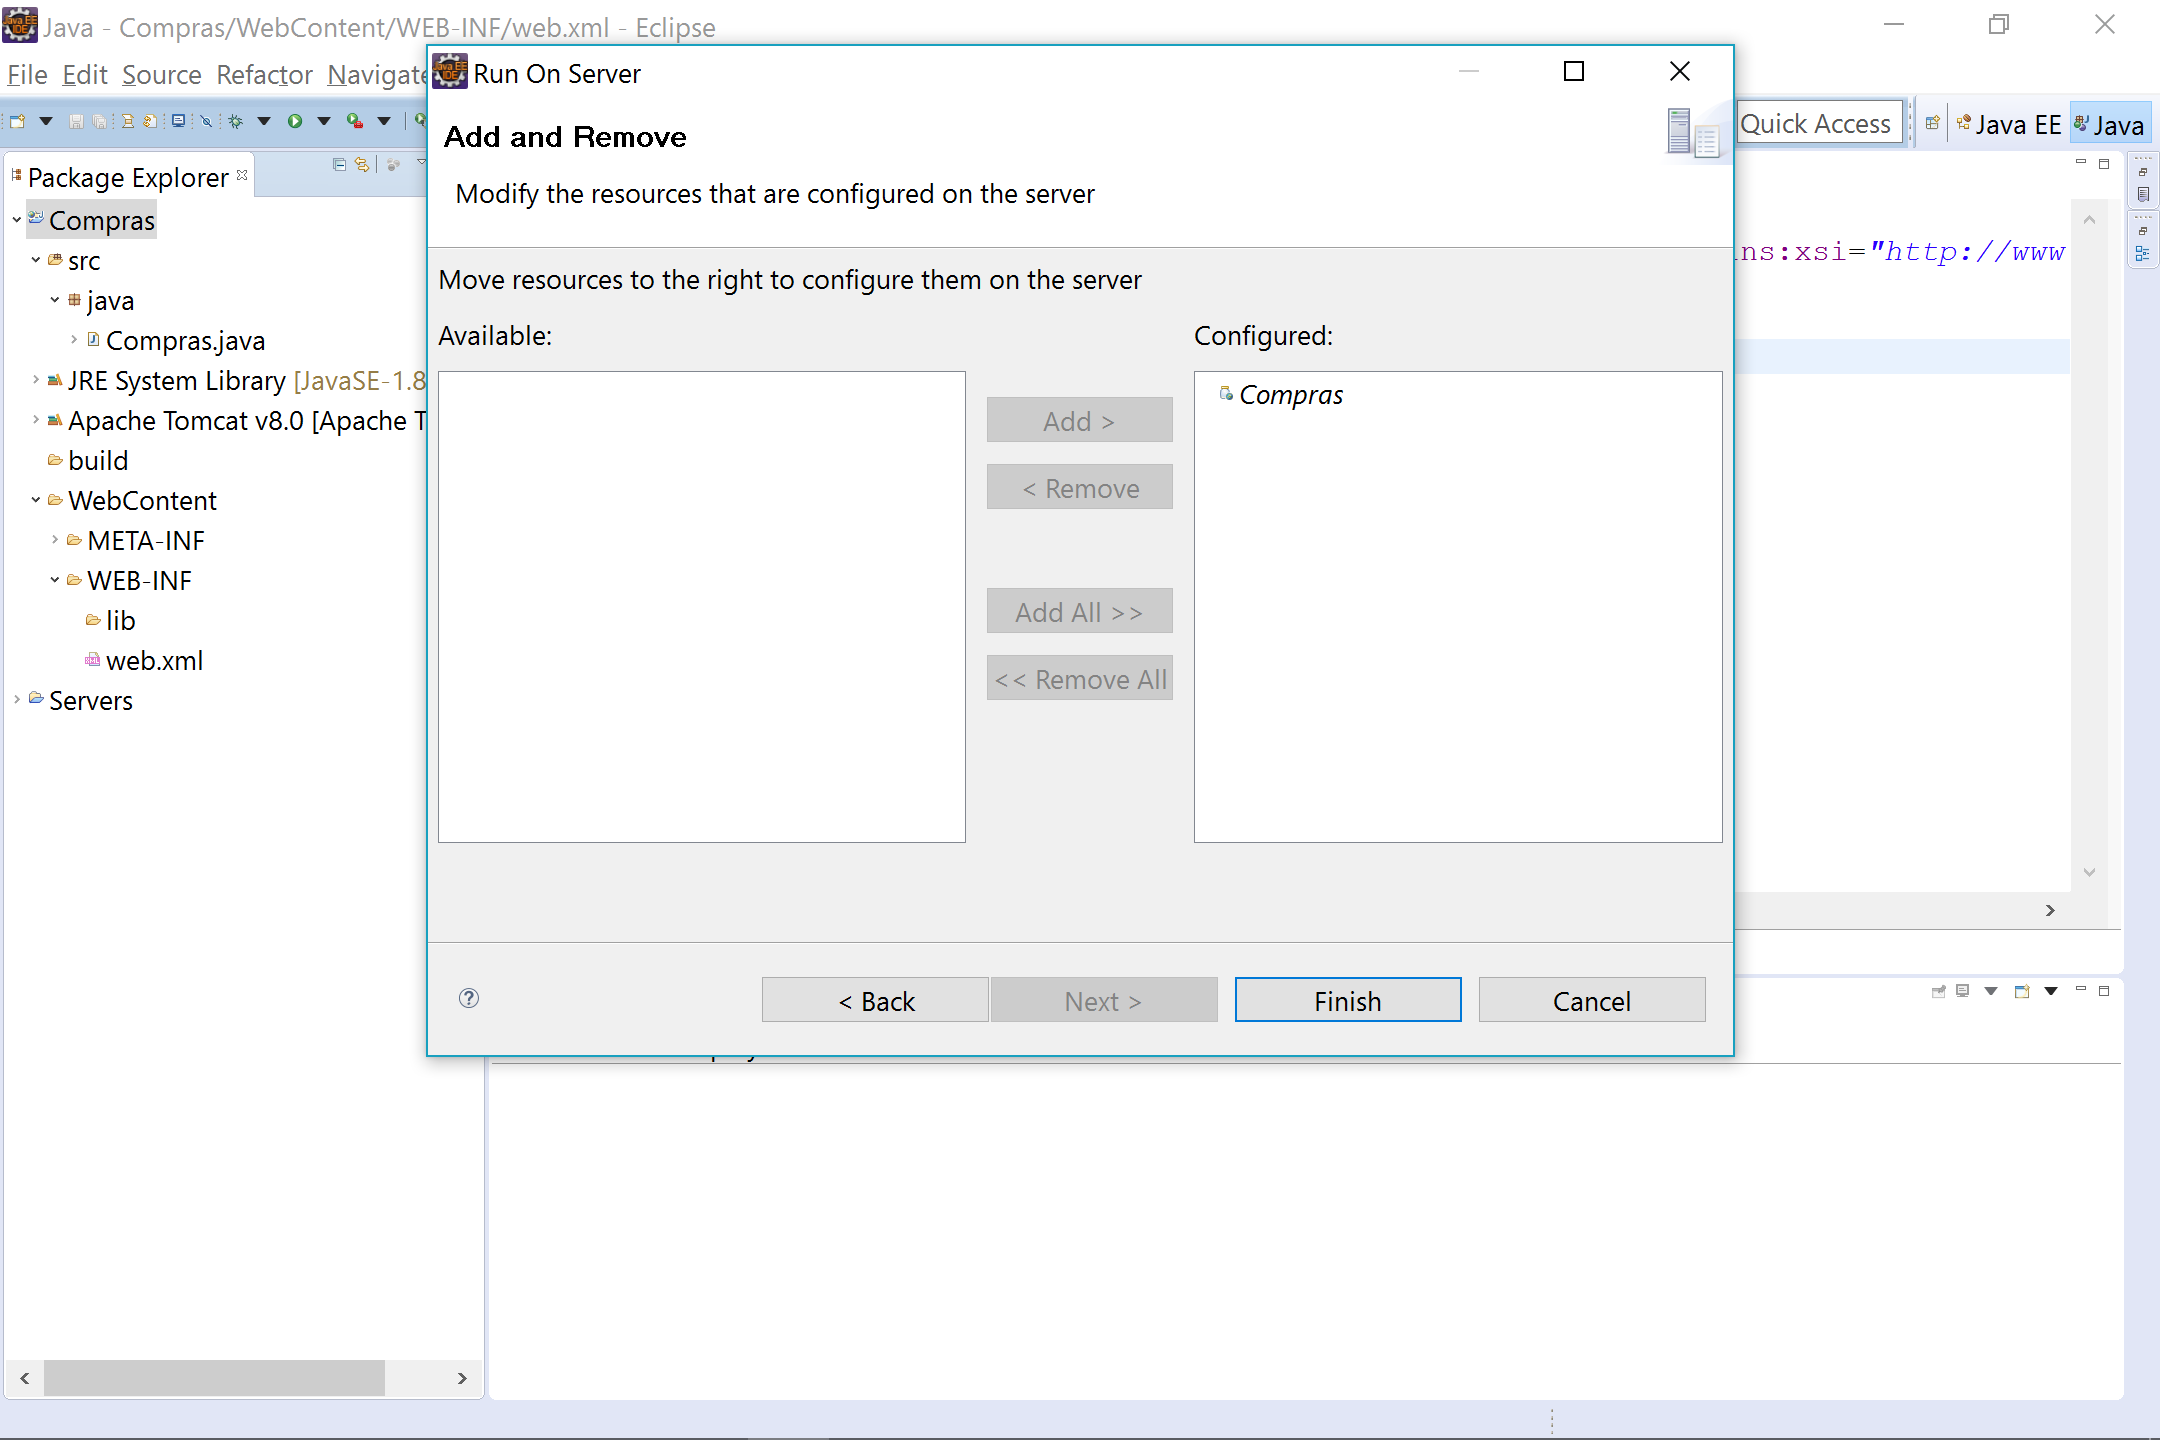 Java - Compras/WebContent/WEB-INF/web.xml - Eclipse
File Edit Source Refactor Navigate
Quick Access
Java EE
Java
Package Explorer
Compras
src
java
Compras.java
JRE System Library [JavaSE-1.8
Apache Tomcat v8.0 [Apache T
build
WebContent
META-INF
WEB-INF
lib
web.xml
Servers
Run On Server
Add and Remove
Modify the resources that are configured on the server
Move resources to the right to configure them on the server
Available:
Configured:
Compras
Add >
< Remove
Add All >>
<< Remove All
< Back
Next >
Finish
Cancel
ns:xsi="http://www